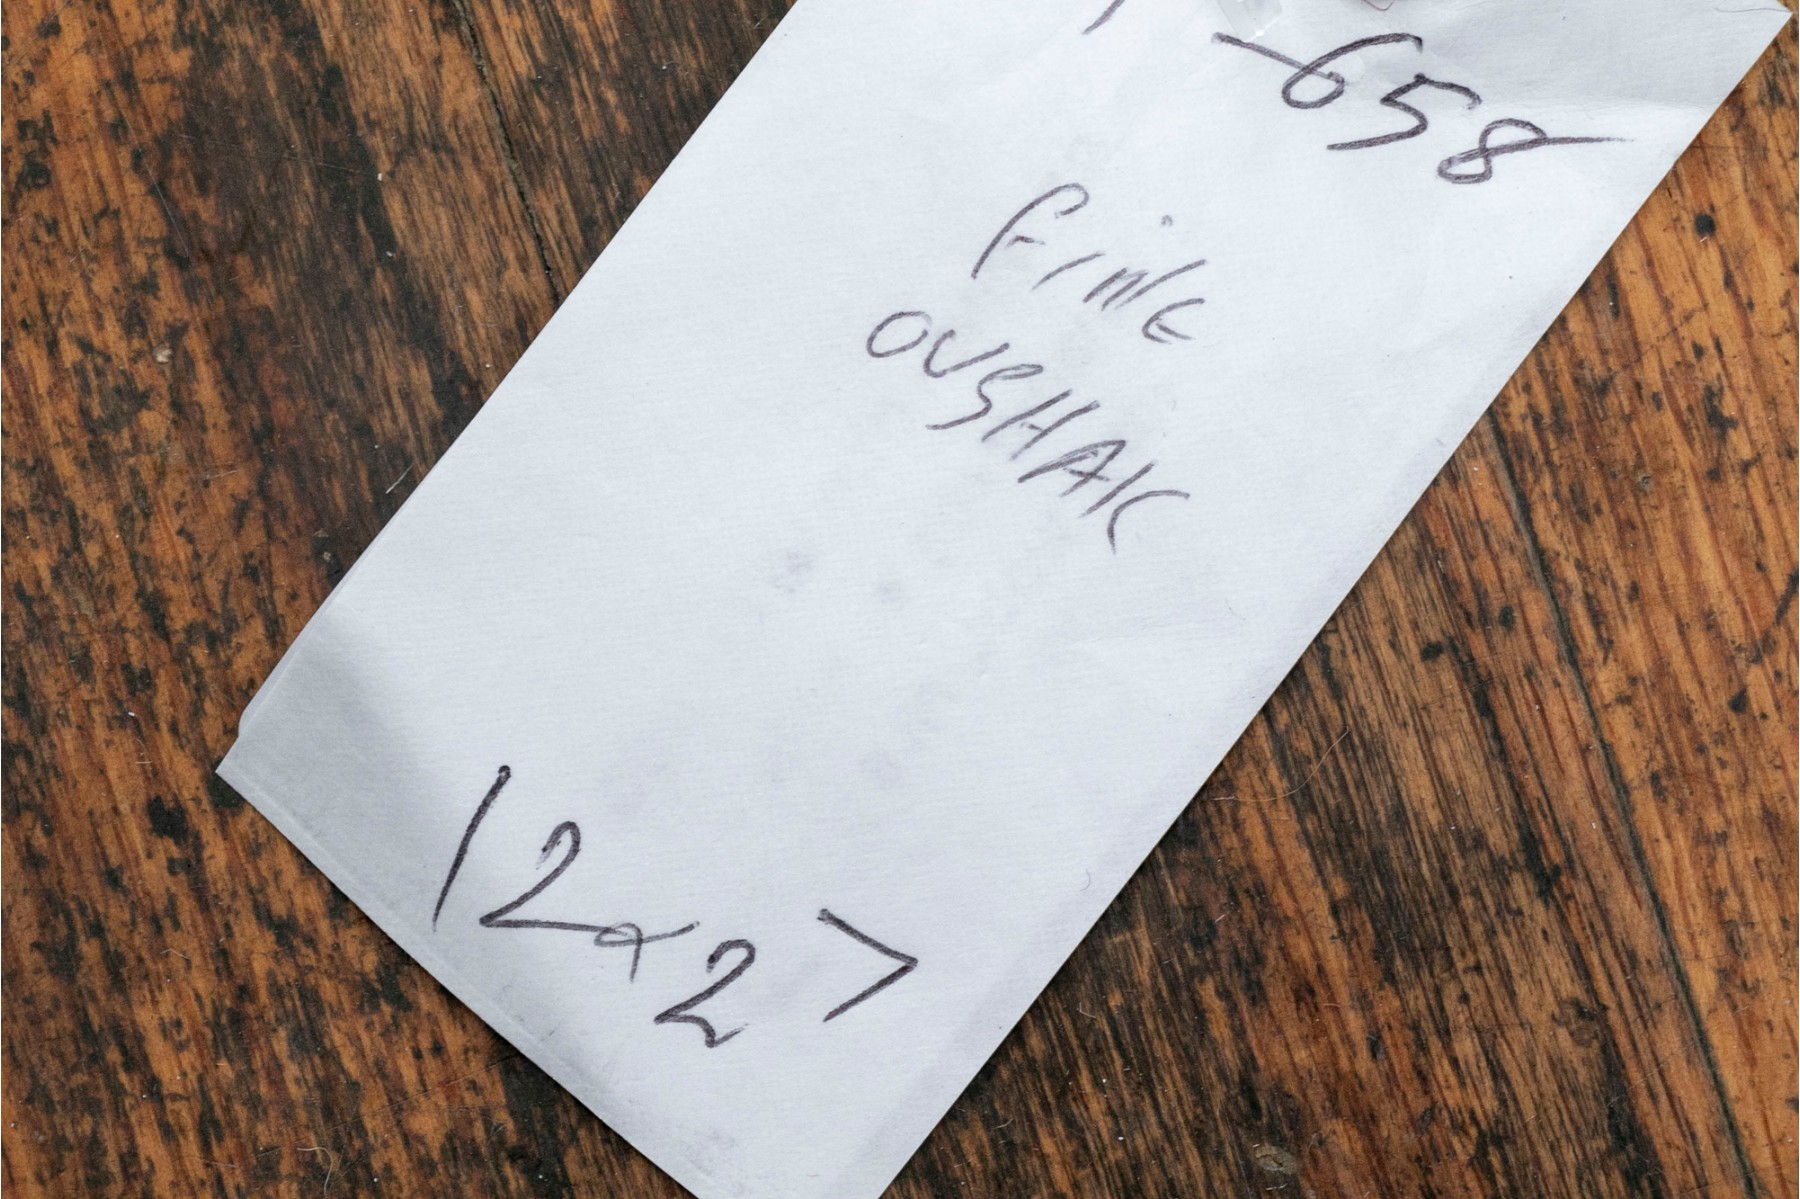 -658
Fine
OUSHAK
12x27